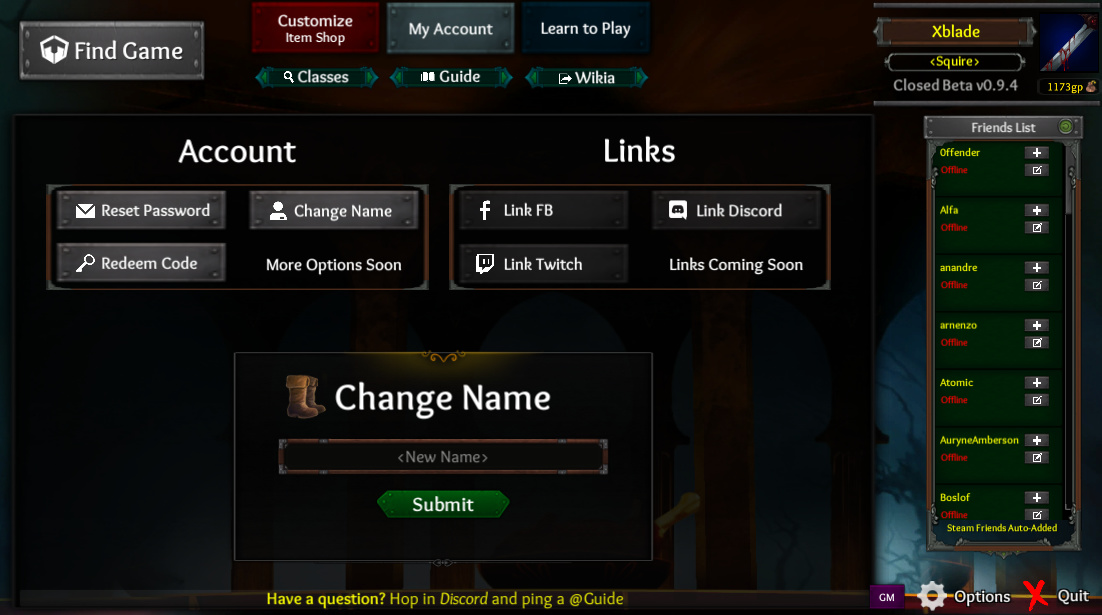 Find Game
Customize
Item Shop
My Account
Learn to Play
Classes
Guide
Wikia
Xblade
<Squire>
Closed Beta v0.9.4
1173gp
Account
Reset Password
Change Name
Redeem Code
More Options Soon
Links
Link FB
Link Discord
Link Twitch
Links Coming Soon
Change Name
<New Name>
Submit
Have a question? Hop in Discord and ping a @Guide
Friends List
Offender
Offline
Alfa
Offline
anandre
Offline
arnenzo
Offline
Atomic
Offline
AuryneAmberson
Offline
Boslof
Offline
Steam Friends Auto-Added
GM
Options
Quit